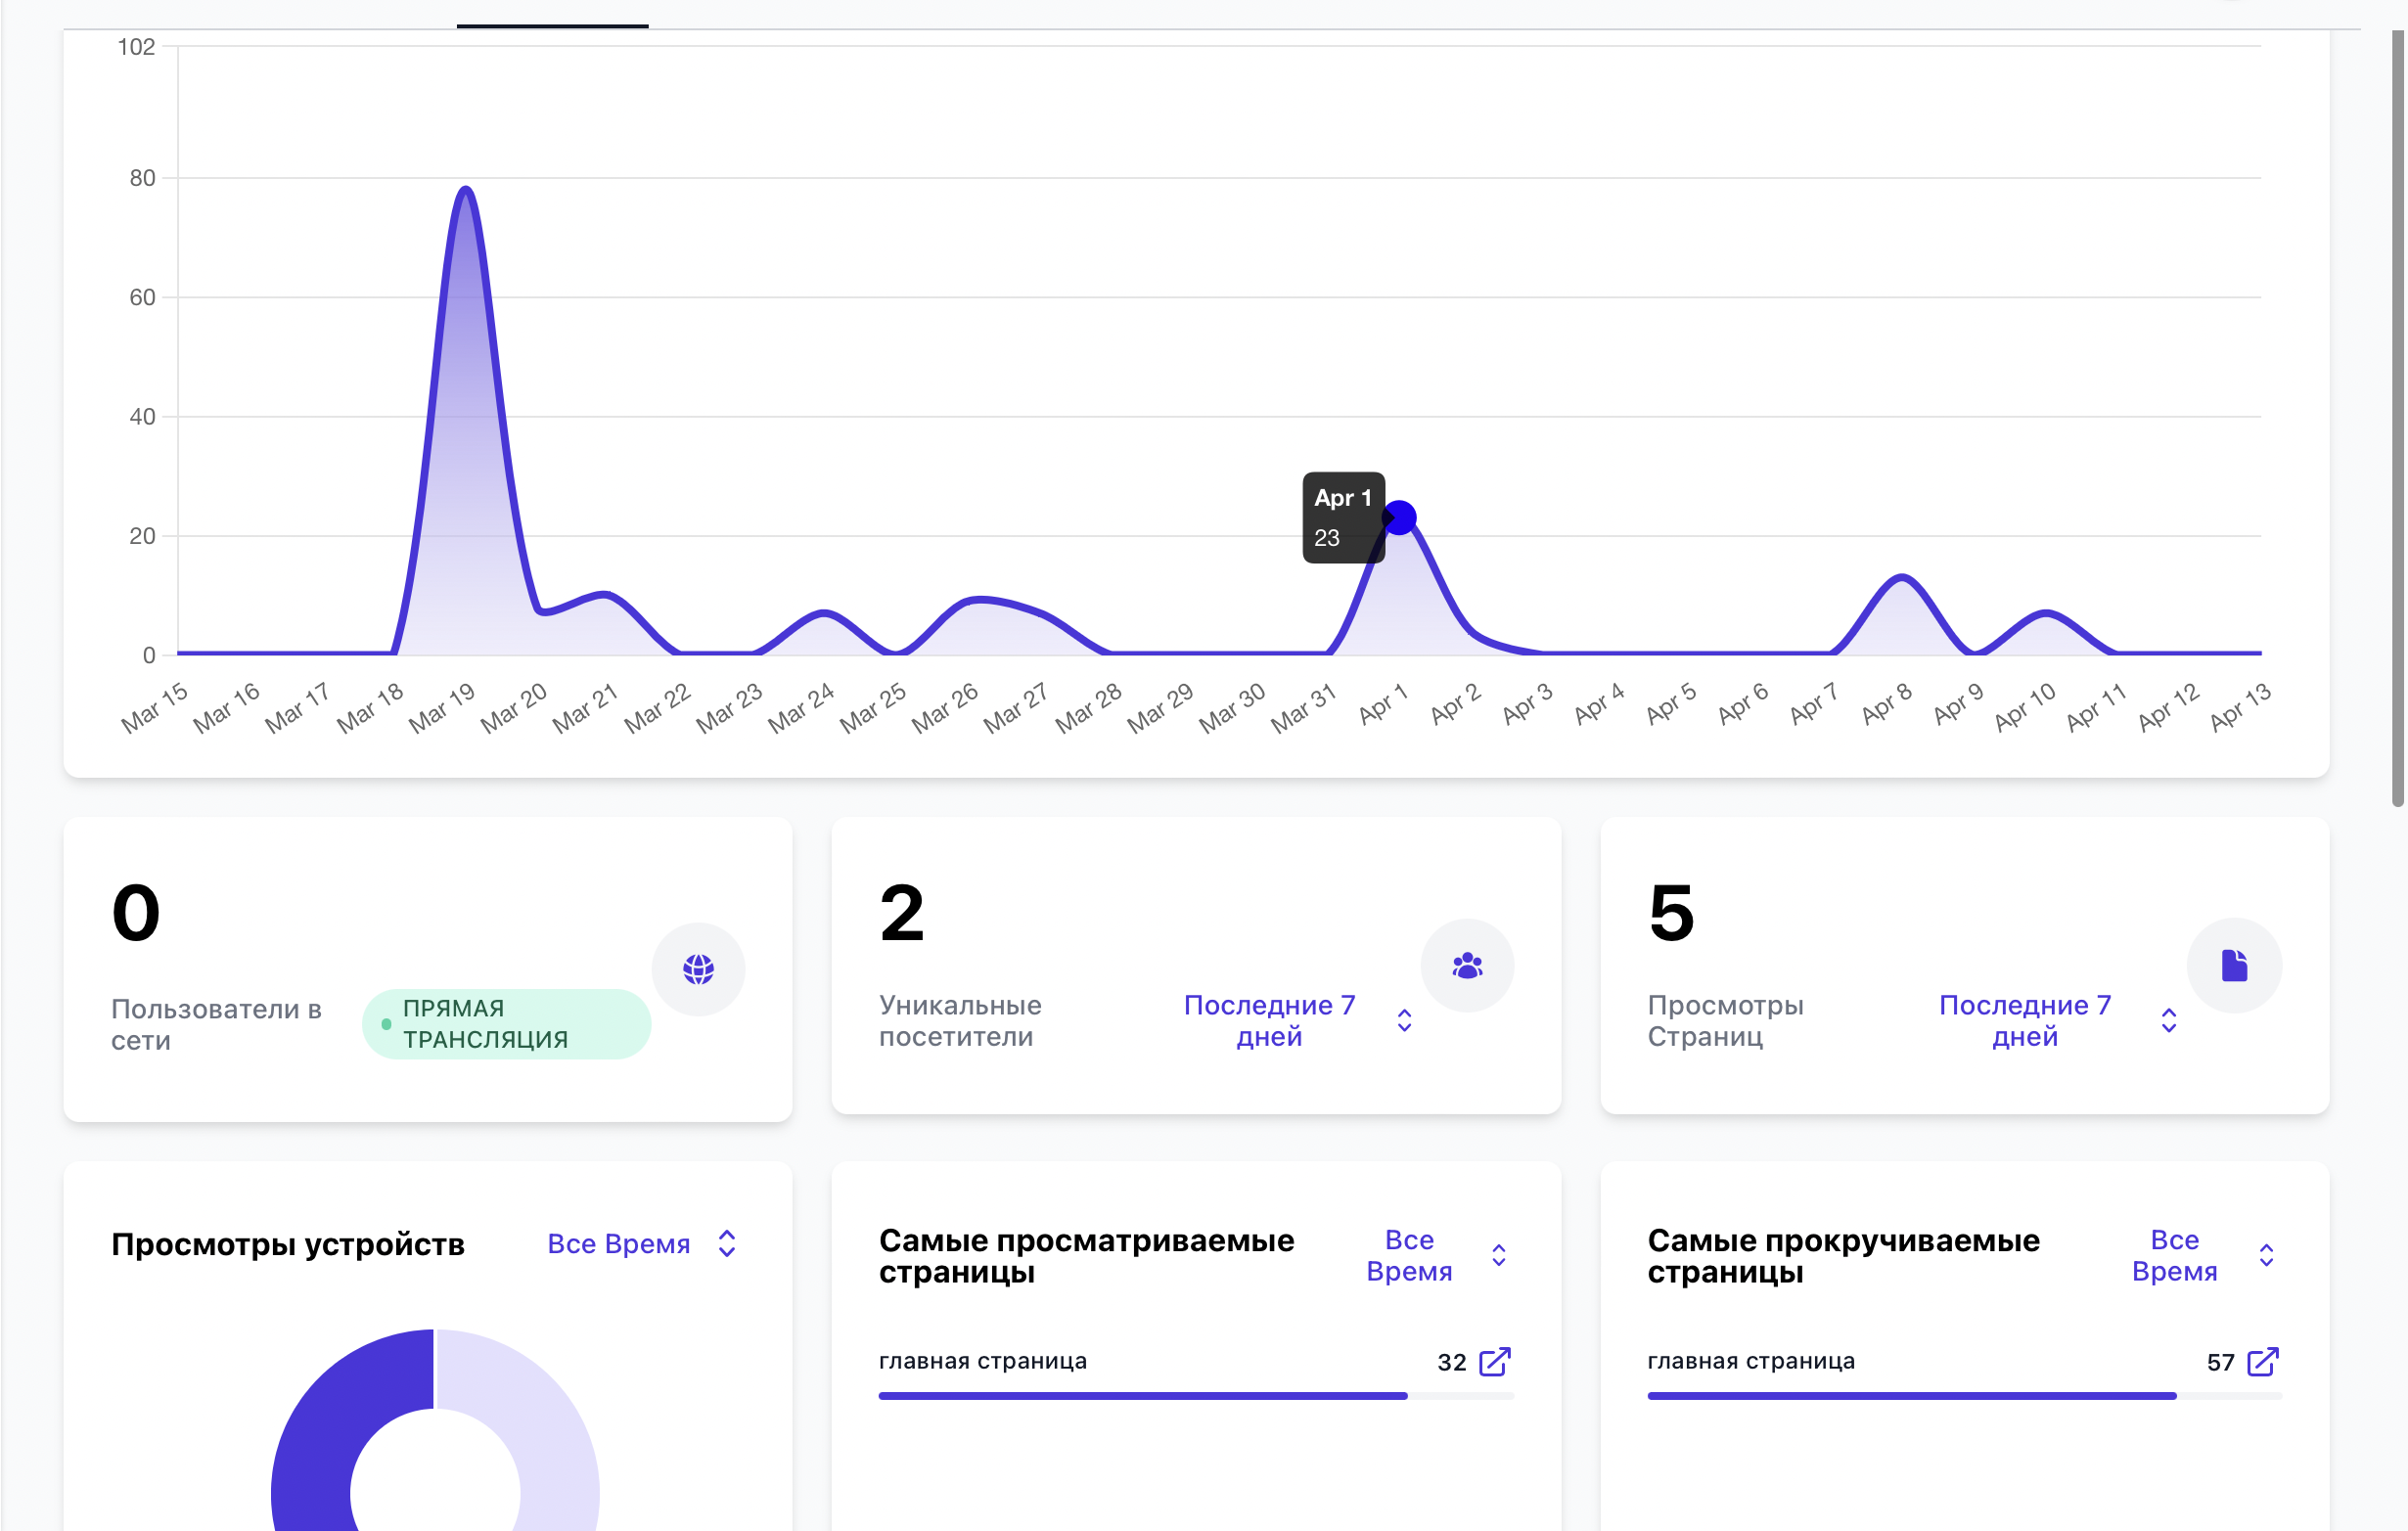 102
80
60
40
20
0
Apr 1
23
Mar 15
Mar 16
Mar 17
Mar 18
Mar 19
Mar 20
Mar 21
Mar 22
Mar 23
Mar 24
Mar 25
Mar 26
Mar 27
Mar 28
Mar 29
Mar 30
Mar 31
Apr 1
Apr 2
Apr 3
Apr 4
Apr 5
Apr 6
Apr 7
Apr 8
Apr 9
Apr 10
Apr 11
Apr 12
Apr 13
0
Пользователи в
сети
ПРЯМАЯ
ТРАНСЛЯЦИЯ
2
Уникальные
посетители
Последние 7
дней
5
Просмотры
Страниц
Последние 7
дней
Просмотры устройств
Все Время
Самые просматриваемые
страницы
Все
Время
главная страница
32
Самые прокручиваемые
страницы
Все
Время
главная страница
57